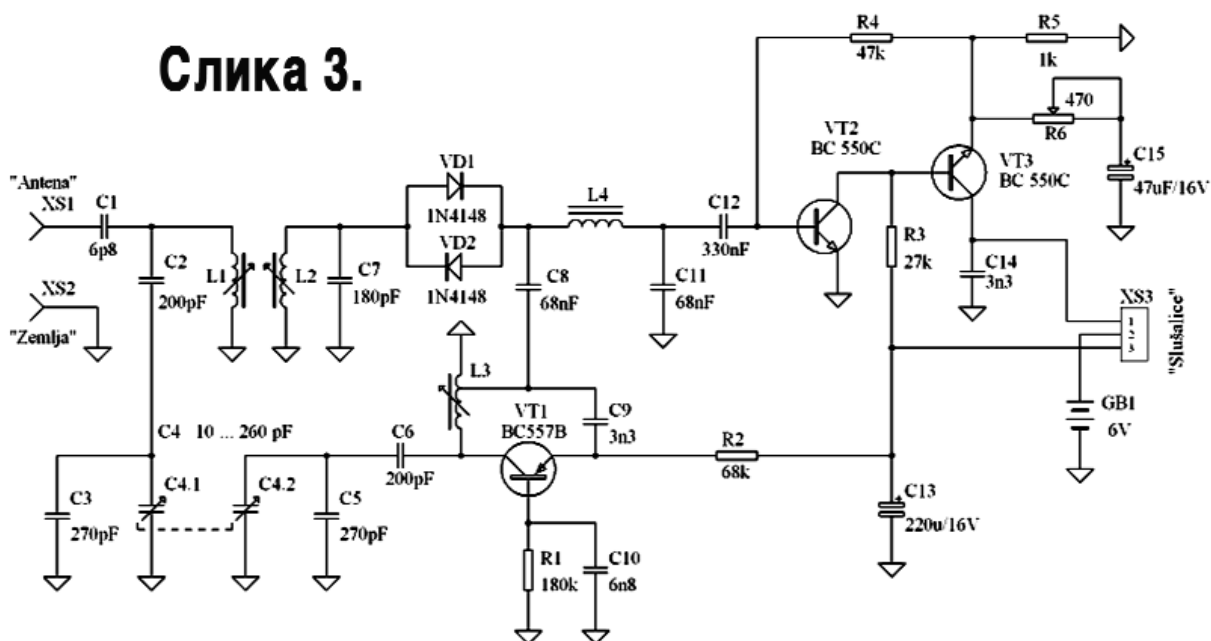 Слика 3.
R4
47k
R5
1k
470
R6
C15
47uF/16V
VT2
BC 550C
VT3
BC 550C
"Antena"
XS1
C1
6p8
C2
200pF
XS2
"Zemlja"
L1
L2
C7
180pF
VD1
1N4148
VD2
1N4148
L4
C8
68nF
C11
68nF
C12
330nF
R3
27k
C14
3n3
XS3
1
2
3
"Slušalice"
GB1
6V
L3
VT1
BC557B
C9
3n3
R2
68k
C13
220u/16V
C4 10 ... 260 pF
C3
270pF
C4.1
C4.2
C5
270pF
C6
200pF
R1
180k
C10
6n8